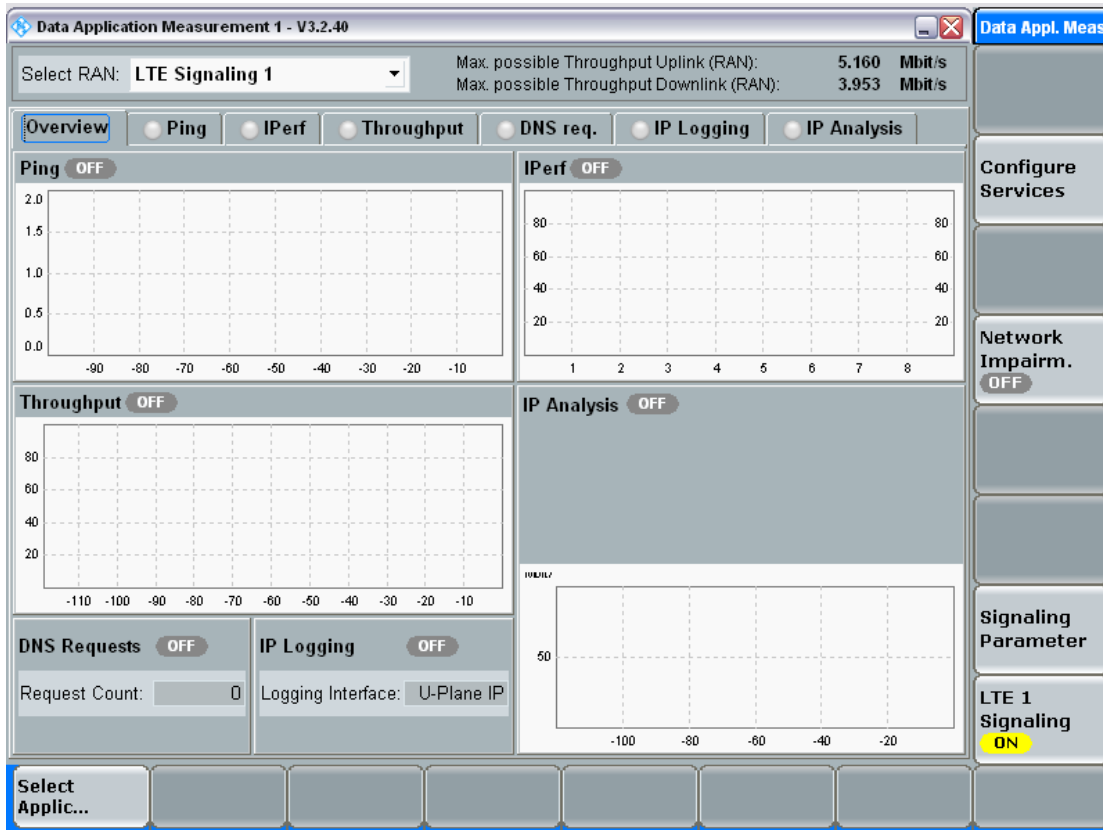 Data Application Measurement 1 - V3.2.40
Data Appl. Meas
Select RAN: LTE Signaling 1
Max. possible Throughput Uplink (RAN): 5.160 Mbit/s
Max. possible Throughput Downlink (RAN): 3.953 Mbit/s
Overview Ping IPerf Throughput DNS req. IP Logging IP Analysis
Ping OFF
2.0
1.5
1.0
0.5
0.0
-90 -80 -70 -60 -50 -40 -30 -20 -10
IPerf OFF
80 80
60 60
40 40
20 20
1 2 3 4 5 6 7 8
Throughput OFF
80
60
40
20
-110 -100 -90 -80 -70 -60 -50 -40 -30 -20 -10
IP Analysis OFF
50
-100 -80 -60 -40 -20
DNS Requests OFF
Request Count: 0
IP Logging OFF
Logging Interface: U-Plane IP
Configure
Services
Network
Impairm.
OFF
Signaling
Parameter
LTE 1
Signaling
ON
Select
Applic...